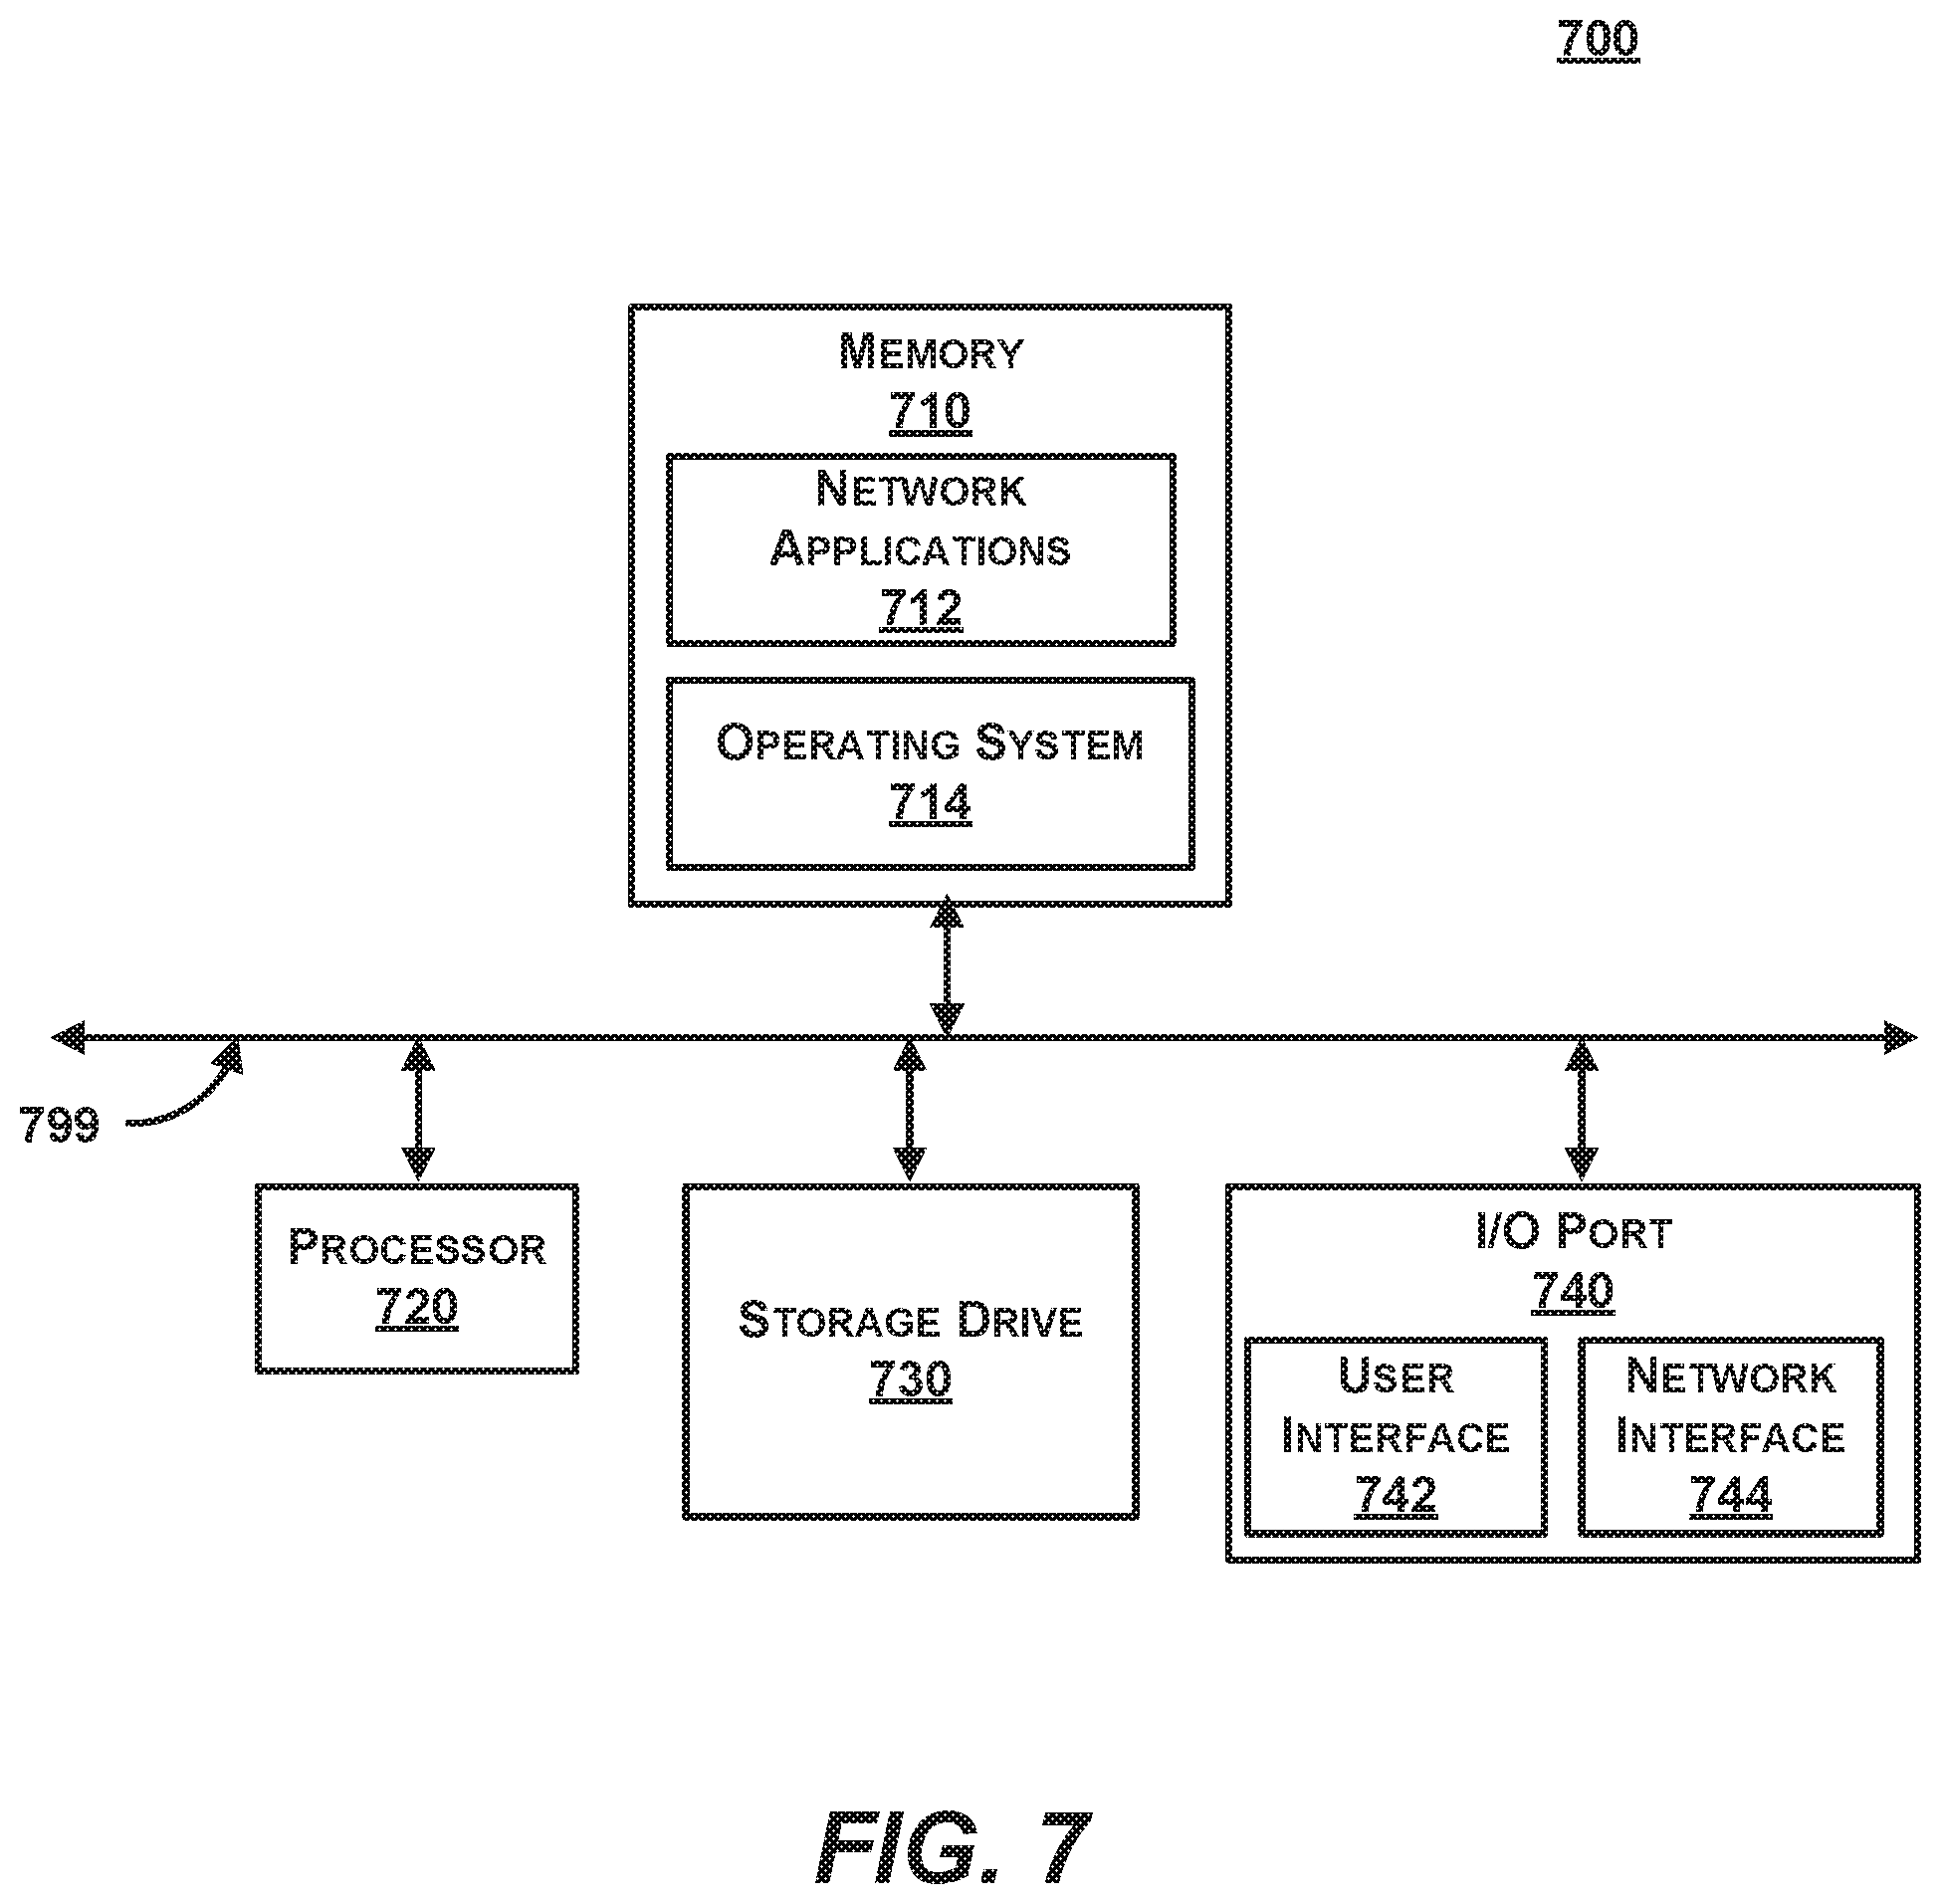 700
MEMORY
710
NETWORK
APPLICATIONS
712
OPERATING SYSTEM
714
799
PROCESSOR
720
STORAGE DRIVE
730
I/O PORT
740
USER
INTERFACE
742
NETWORK
INTERFACE
744
FIG. 7